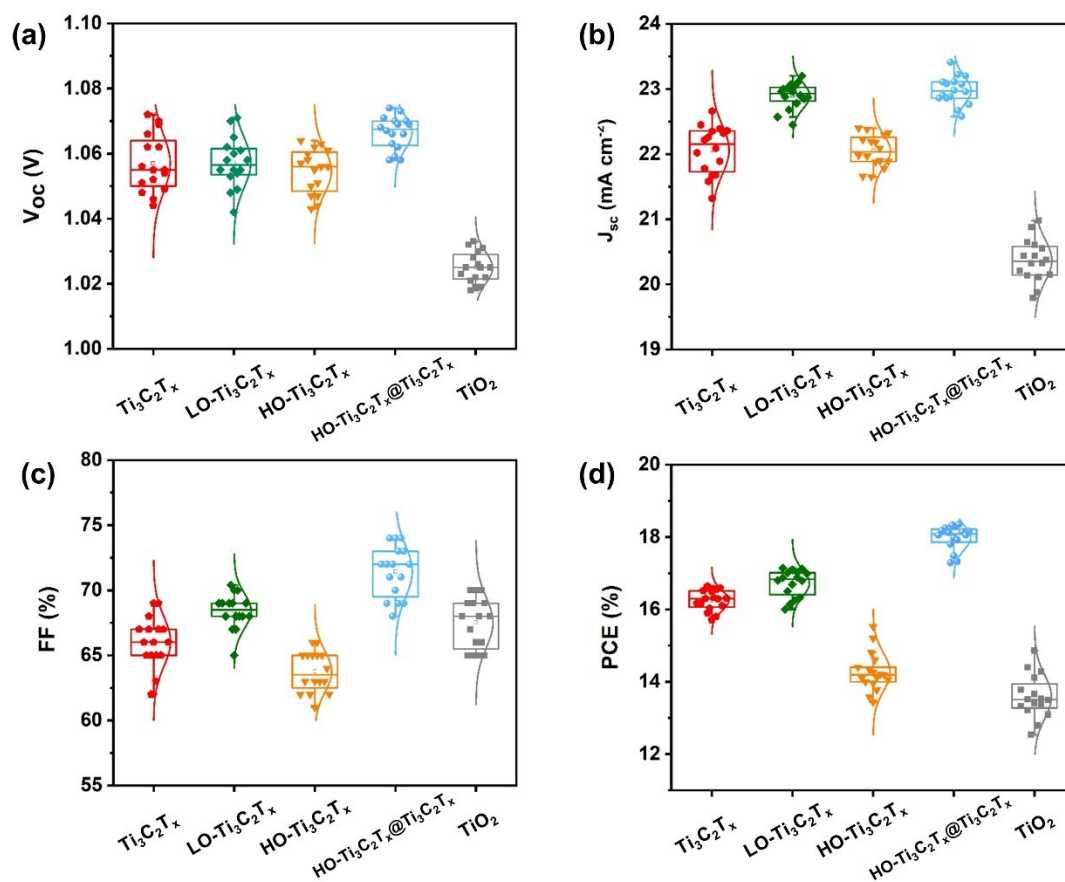 (a)
1.10
1.08
1.06
1.04
1.02
1.00
V_OC (V)
Ti₃C₂Tₓ
LO-Ti₃C₂Tₓ
HO-Ti₃C₂Tₓ
HO-Ti₃C₂Tₓ@Ti₃C₂Tₓ
TiO₂
(b)
24
23
22
21
20
19
J_sc (mA cm⁻²)
Ti₃C₂Tₓ
LO-Ti₃C₂Tₓ
HO-Ti₃C₂Tₓ
HO-Ti₃C₂Tₓ@Ti₃C₂Tₓ
TiO₂
(c)
80
75
70
65
60
55
FF (%)
Ti₃C₂Tₓ
LO-Ti₃C₂Tₓ
HO-Ti₃C₂Tₓ
HO-Ti₃C₂Tₓ@Ti₃C₂Tₓ
TiO₂
(d)
20
18
16
14
12
PCE (%)
Ti₃C₂Tₓ
LO-Ti₃C₂Tₓ
HO-Ti₃C₂Tₓ
HO-Ti₃C₂Tₓ@Ti₃C₂Tₓ
TiO₂